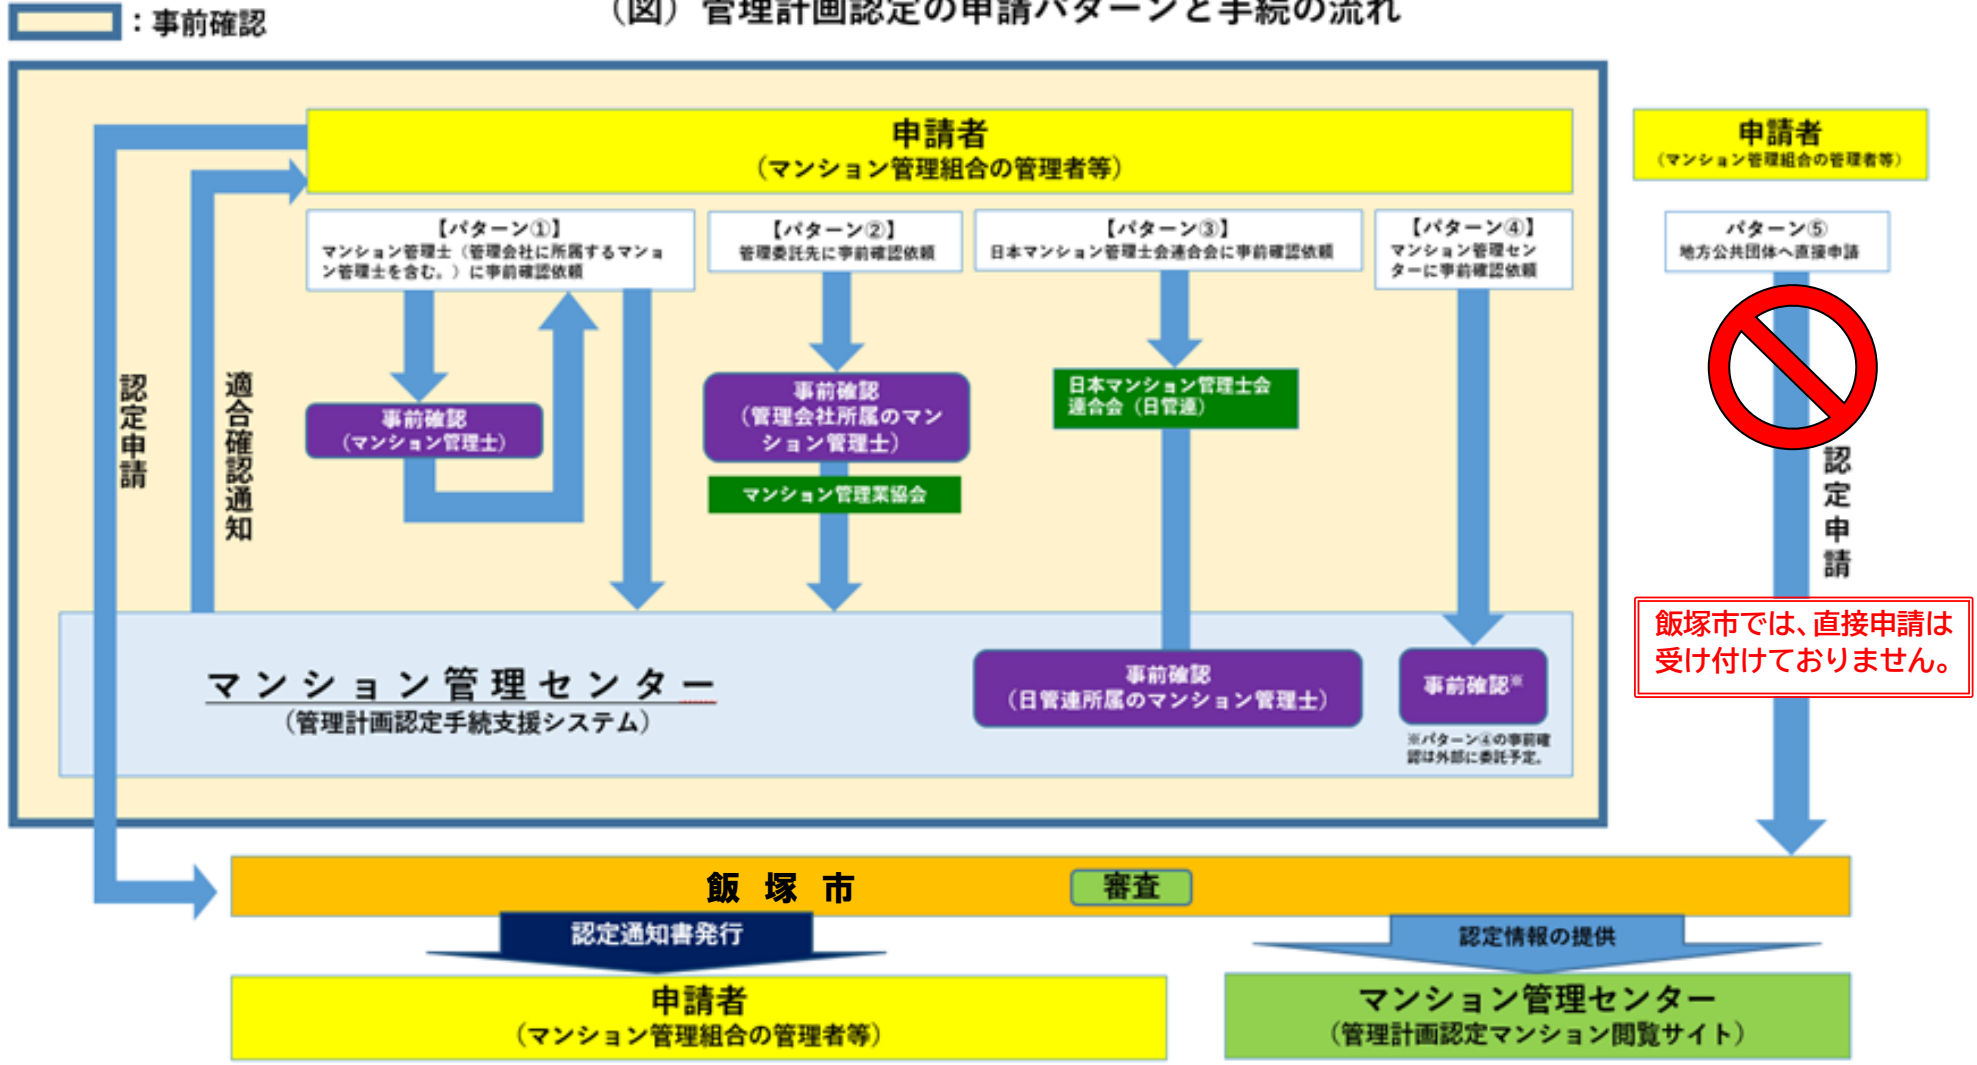 （図）管理計画認定の申請パターンと手続の流れ
：事前確認
申請者
（マンション管理組合の管理者等）
【パターン①】
マンション管理士（管理会社に所属するマンショ
ン管理士を含む。）に事前確認依頼
【パターン②】
管理委託先に事前確認依頼
【パターン③】
日本マンション管理士会連合会に事前確認依頼
【パターン④】
マンション管理セン
ターに事前確認依頼
申請者
（マンション管理組合の管理者等）
パターン⑤
地方公共団体へ直接申請
認定申請
適合確認通知
事前確認
（マンション管理士）
事前確認
（管理会社所属のマン
ション管理士）
マンション管理業協会
日本マンション管理士会
連合会（日管連）
認定申請
飯塚市では、直接申請は
受け付けておりません。
マンション管理センター
（管理計画認定手続支援システム）
事前確認
（日管連所属のマンション管理士）
事前確認※
※パターン④の事前確
認は外部に委託予定。
飯塚市
審査
認定通知書発行
認定情報の提供
申請者
（マンション管理組合の管理者等）
マンション管理センター
（管理計画認定マンション閲覧サイト）